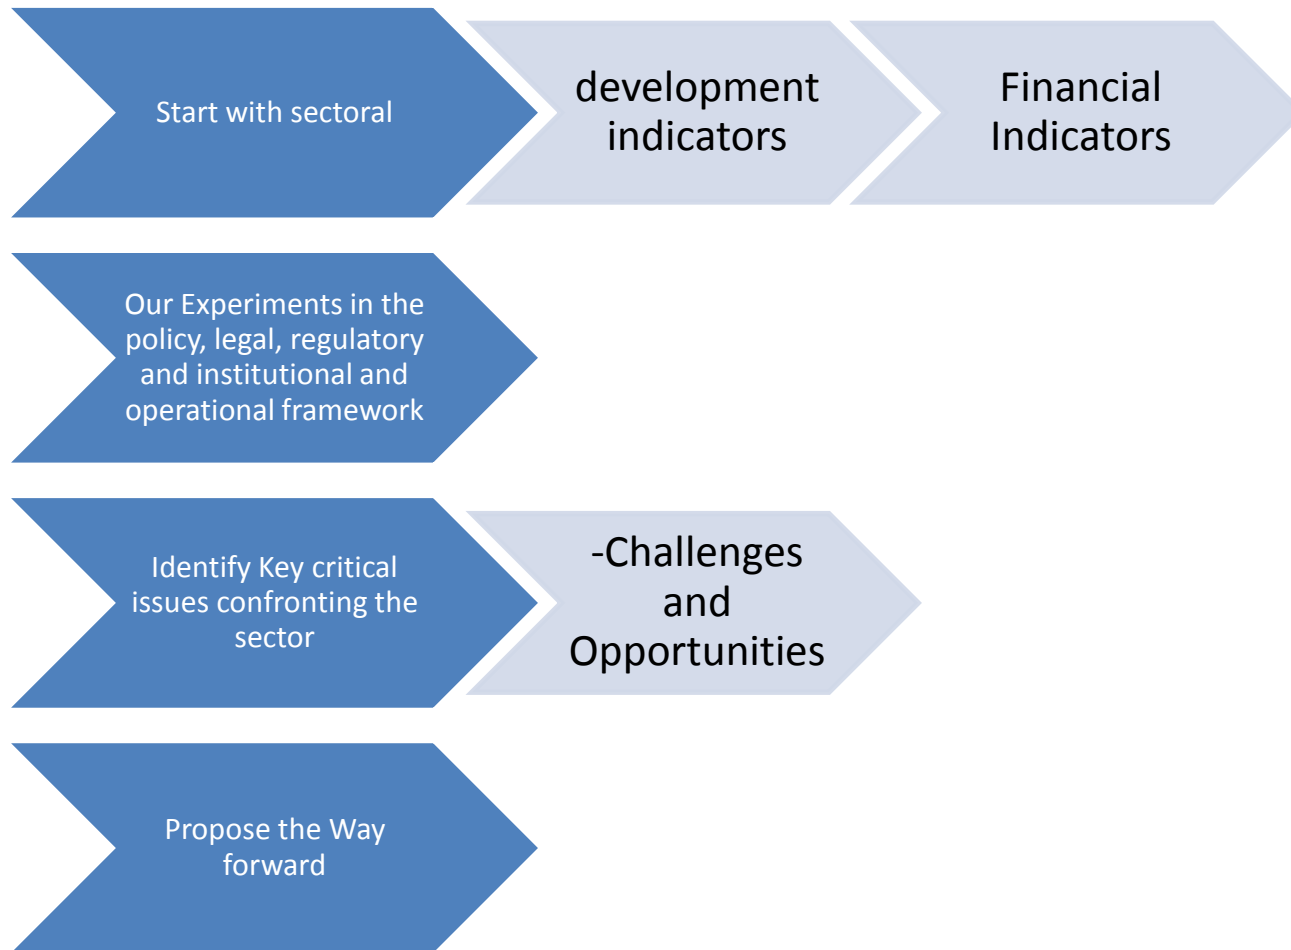 Start with sectoral
development
indicators
Financial
Indicators
Our Experiments in the
policy, legal, regulatory
and institutional and
operational framework
Identify Key critical
issues confronting the
sector
-Challenges
and
Opportunities
Propose the Way
forward